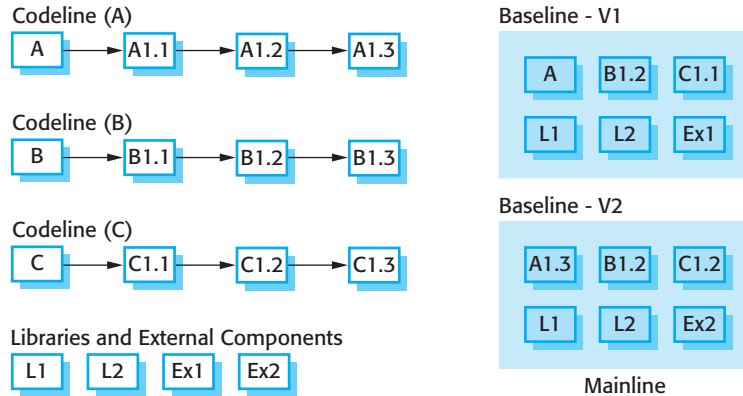 Codeline (A)
A A1.1 A1.2 A1.3
Codeline (B)
B B1.1 B1.2 B1.3
Codeline (C)
C C1.1 C1.2 C1.3
Libraries and External Components
L1 L2 Ex1 Ex2
Baseline - V1
A B1.2 C1.1
L1 L2 Ex1
Baseline - V2
A1.3 B1.2 C1.2
L1 L2 Ex2
Mainline